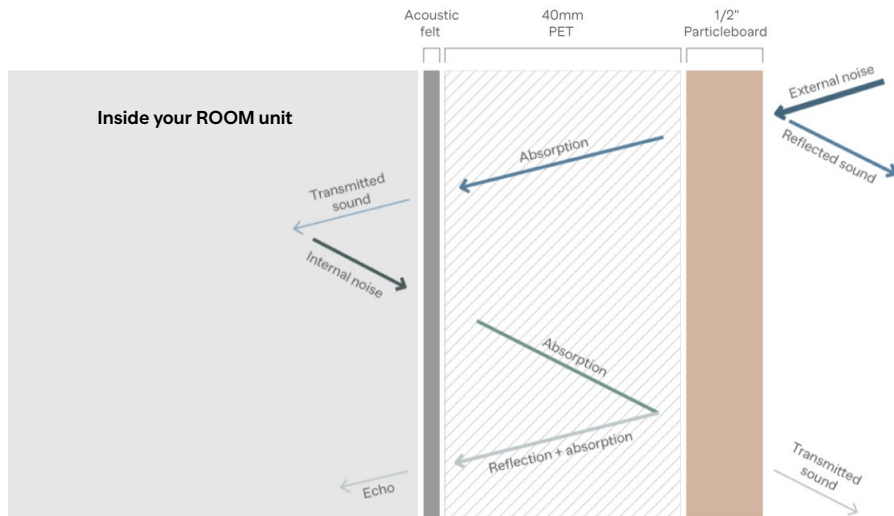 Acoustic
felt
40mm
PET
1/2"
Particleboard
Inside your ROOM unit
External noise
Reflected sound
Absorption
Transmitted
sound
Internal noise
Absorption
Reflection + absorption
Echo
Transmitted
sound